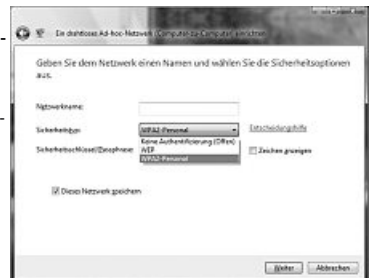 Ein drahtloses Ad-hoc-Netzwerk (Computer-zu-Computer) einrichten
Geben Sie dem Netzwerk einen Namen und wählen Sie die Sicherheitsoptionen
aus.
Netzwerkname:
Sicherheitstyp: WPA2-Personal Entscheidungshilfe
Keine Authentifizierung (Offen)
Sicherheitsschlüssel/Passphrase: WEP Zeichen anzeigen
WPA2-Personal
Dieses Netzwerk speichern
Weiter Abbrechen